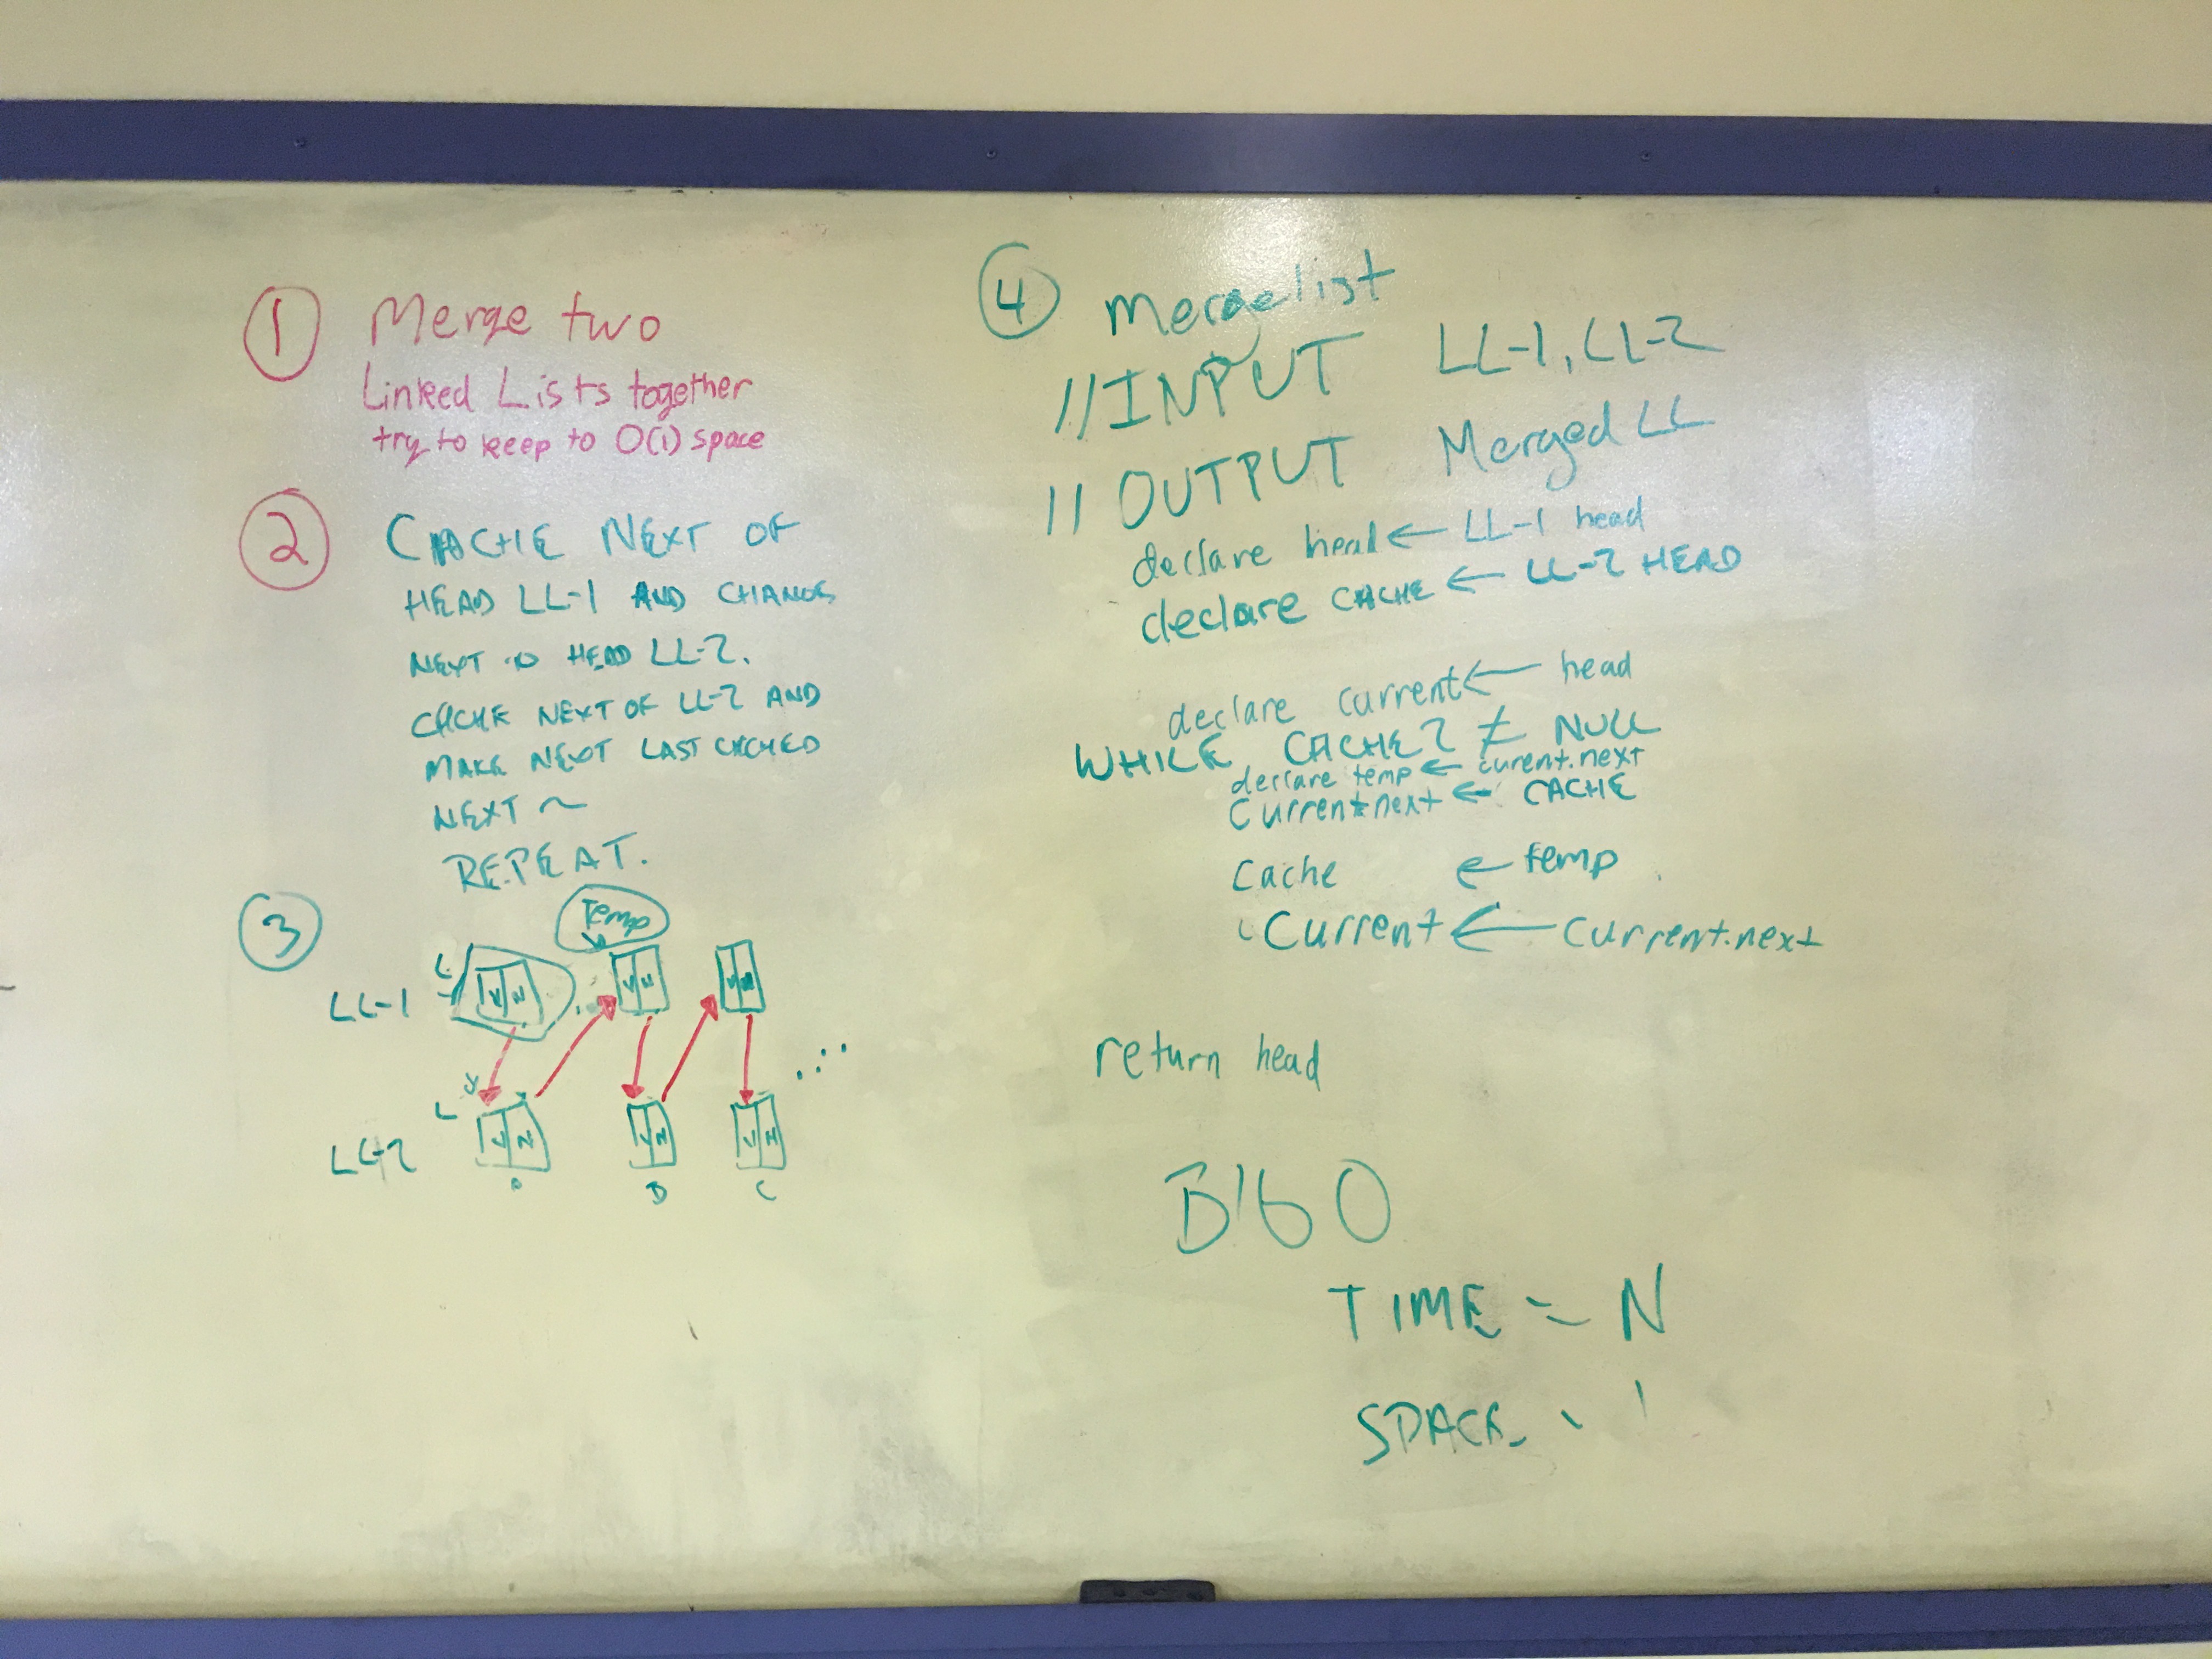 ① Merge two
Linked Lists together
try to keep to O(1) space
② CACHE NEXT OF
HEAD LL-1 AND CHANGE
NEXT HEAD LL-2.
CACHE NEXT OF LL-2 AND
MAKE NEXT LAST CACHED
NEXT ~
REPEAT.
③
Temp
LL-1 V N V N V N
LL-2 V N V N V N
B C
④ merge list
//INPUT LL-1, LL-2
// OUTPUT Merged LL
declare head ← LL-1 head
declare CACHE ← LL-2 HEAD
declare current ← head
WHILE CACHE2 ≠ NULL
declare temp ← curent.next
Current.next ← CACHE
Cache ← temp
Current ← Current.next
return head
BIG O
TIME = N
SPACE = 1